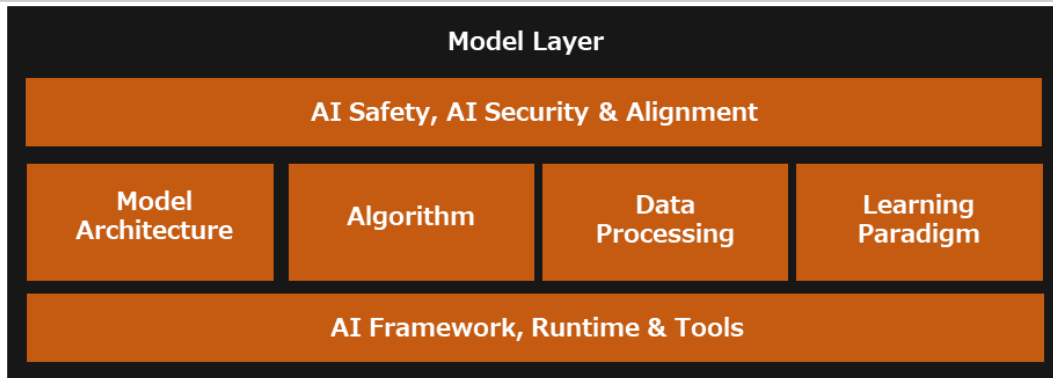 Model Layer
AI Safety, AI Security & Alignment
Model
Architecture
Algorithm
Data
Processing
Learning
Paradigm
AI Framework, Runtime & Tools